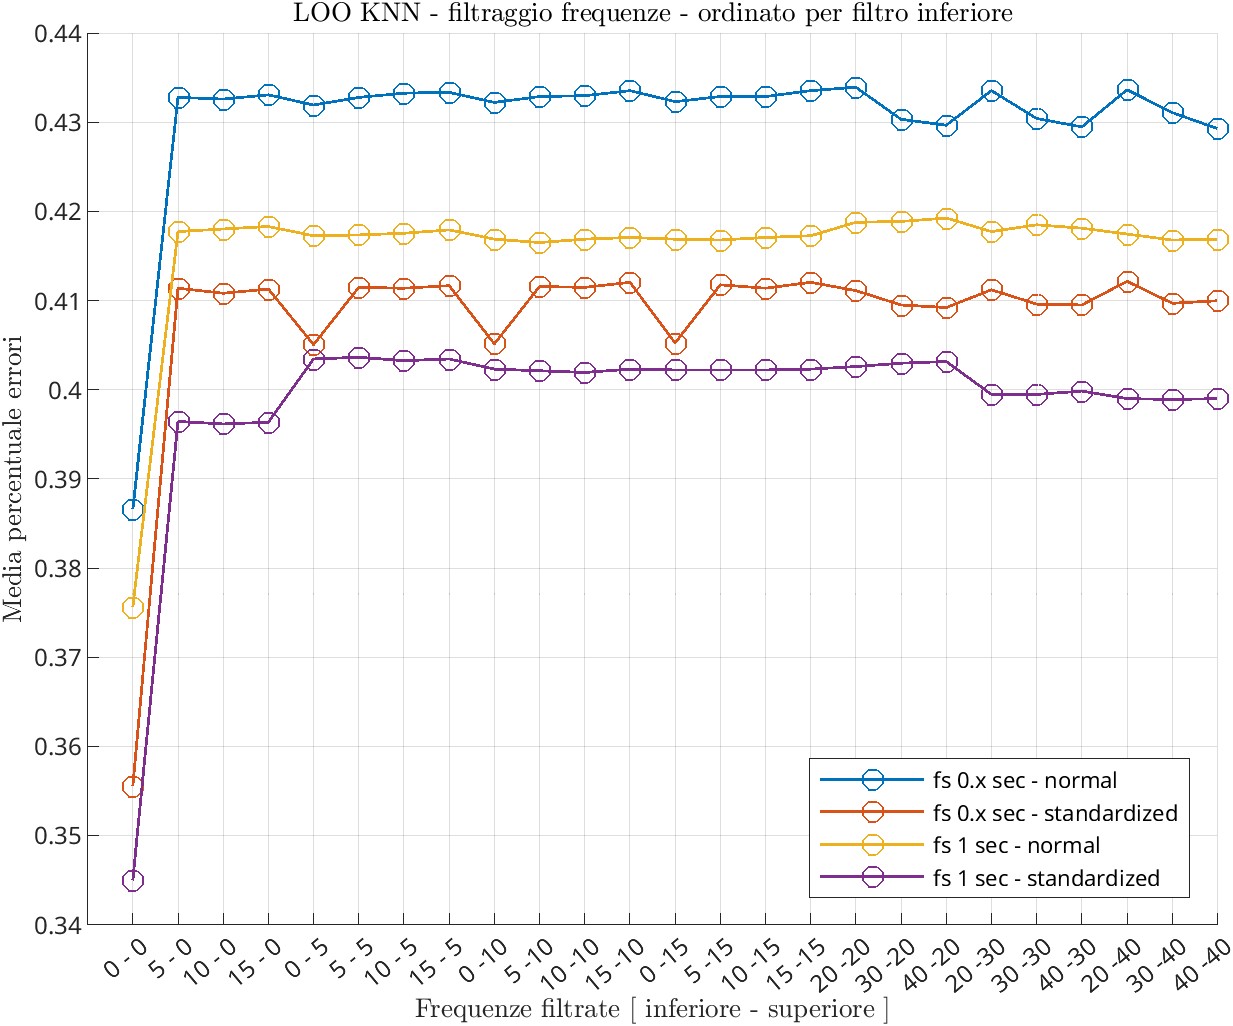 LOO KNN - filtraggio frequenze - ordinato per filtro inferiore
0.44
0.43
0.42
0.41
0.4
0.39
0.38
0.37
0.36
0.35
0.34
Media percentuale errori
fs 0.x sec - normal
fs 0.x sec - standardized
fs 1 sec - normal
fs 1 sec - standardized
0 - 0
5 - 0
10 - 0
15 - 0
0 - 5
5 - 5
10 - 5
15 - 5
0 -10
5 -10
10 -10
15 -10
0 -15
5 -15
10 -15
15 -15
20 -20
30 -20
40 -20
20 -30
30 -30
40 -30
20 -40
30 -40
40 -40
Frequenze filtrate [ inferiore - superiore ]